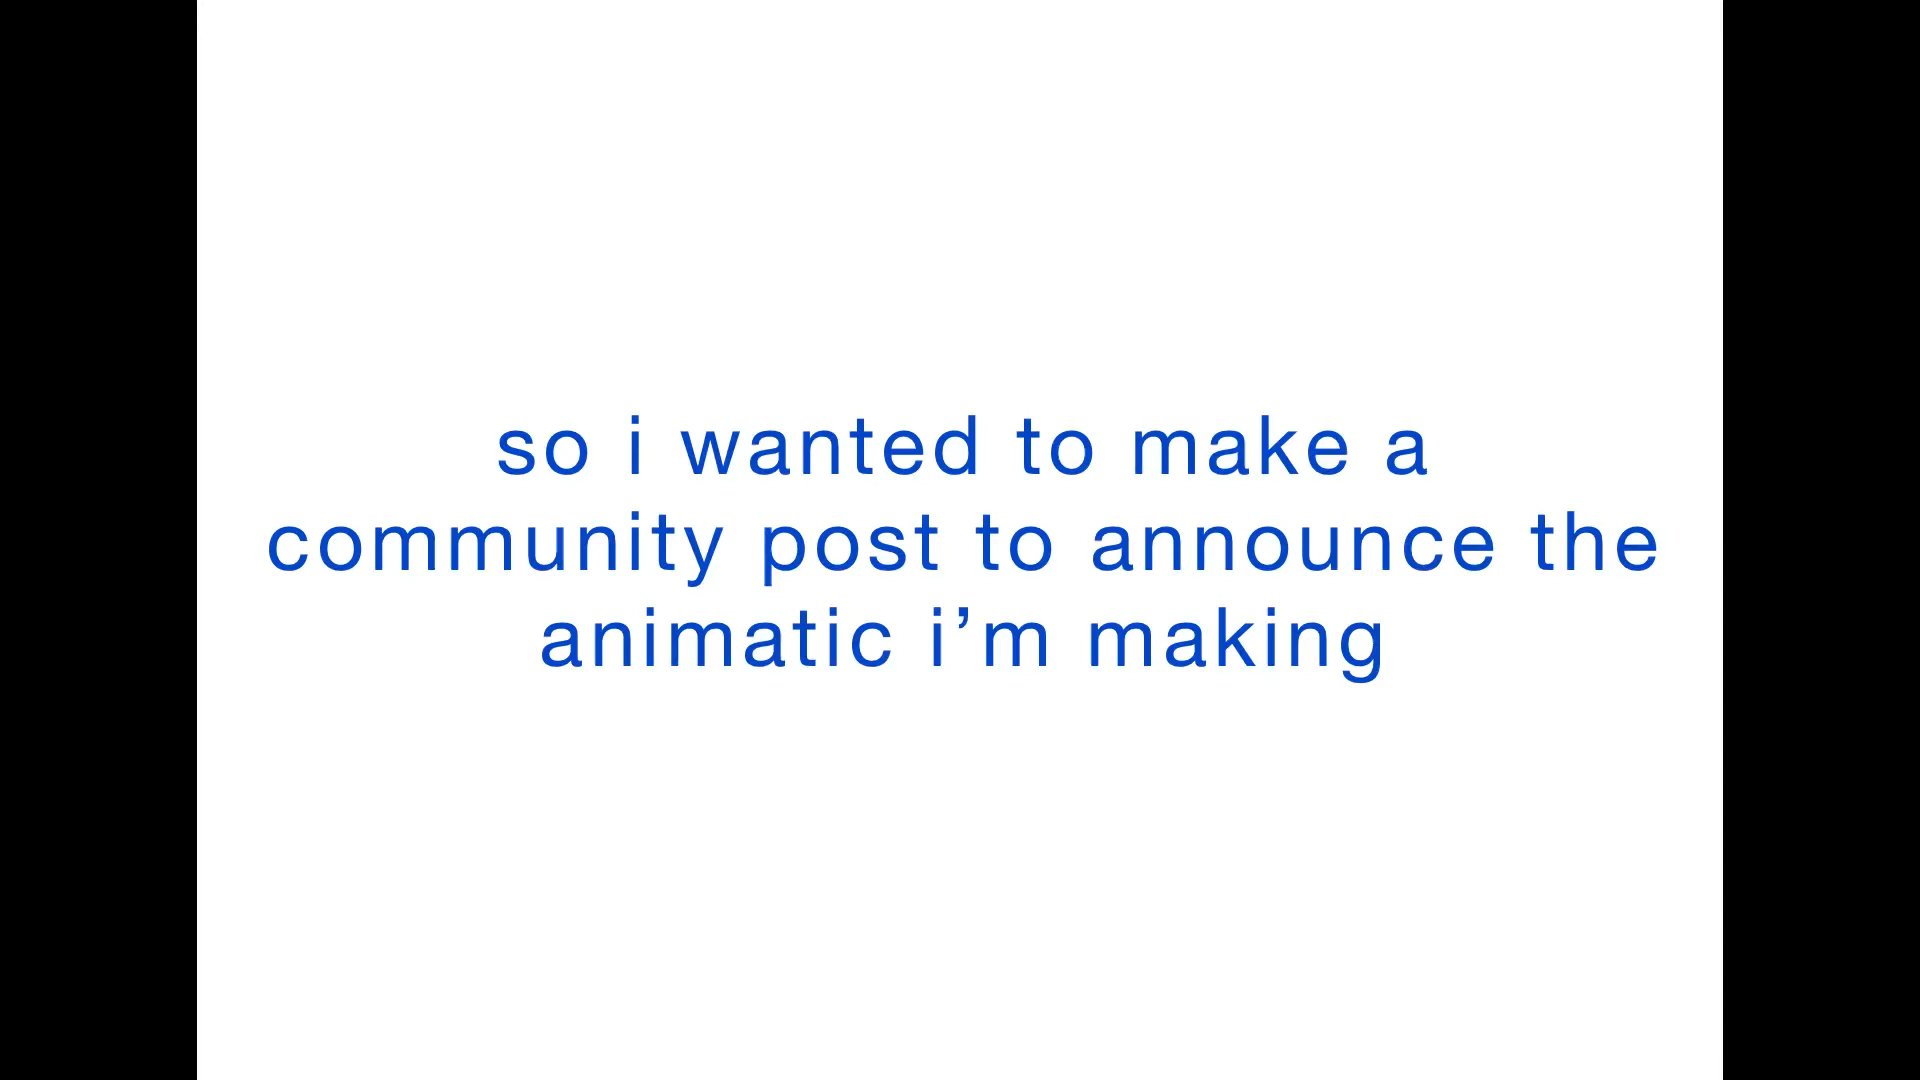 so i wanted to make a
community post to announce the
animatic i’m making